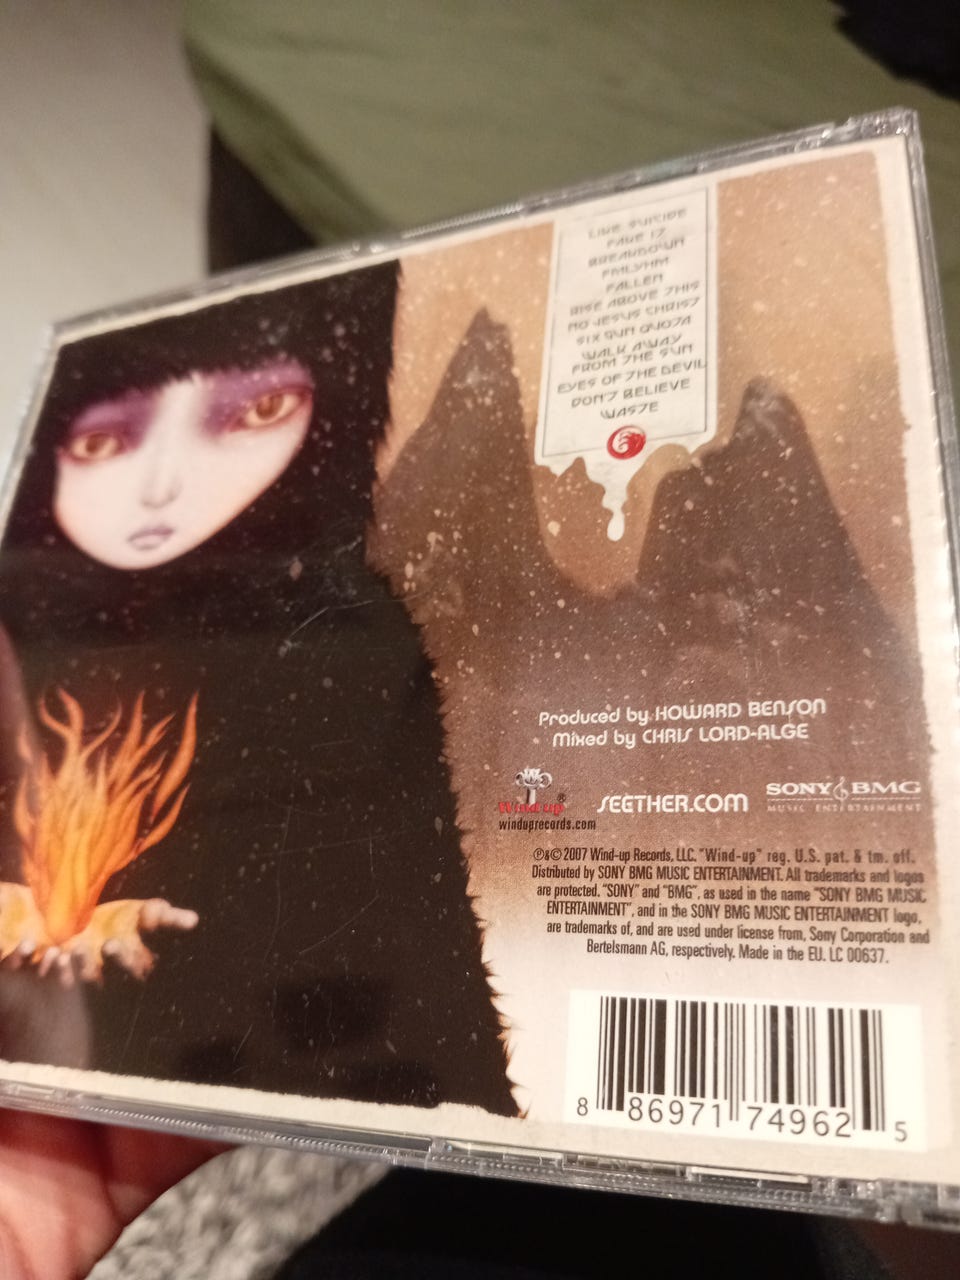 LIKE SUICIDE
FAKE IT
BREAKDOWN
FMLYHM
FALLEN
RISE ABOVE THIS
NO JESUS CHRIST
SIX GUN QUOTA
WALK AWAY
FROM THE SUN
EYES OF THE DEVIL
DON'T BELIEVE
WASTE
Produced by HOWARD BENSON
Mixed by CHRIS LORD-ALGE
Wind-up®
winduprecords.com
SEETHER.COM
SONY BMG
MUSIC ENTERTAINMENT
℗&© 2007 Wind-up Records, LLC, "Wind-up" reg. U.S. pat. & tm. off.
Distributed by SONY BMG MUSIC ENTERTAINMENT. All trademarks and logos
are protected. "SONY" and "BMG", as used in the name "SONY BMG MUSIC
ENTERTAINMENT", and in the SONY BMG MUSIC ENTERTAINMENT logo,
are trademarks of, and are used under license from, Sony Corporation and
Bertelsmann AG, respectively. Made in the EU. LC 00637.
8 86971 74962 5